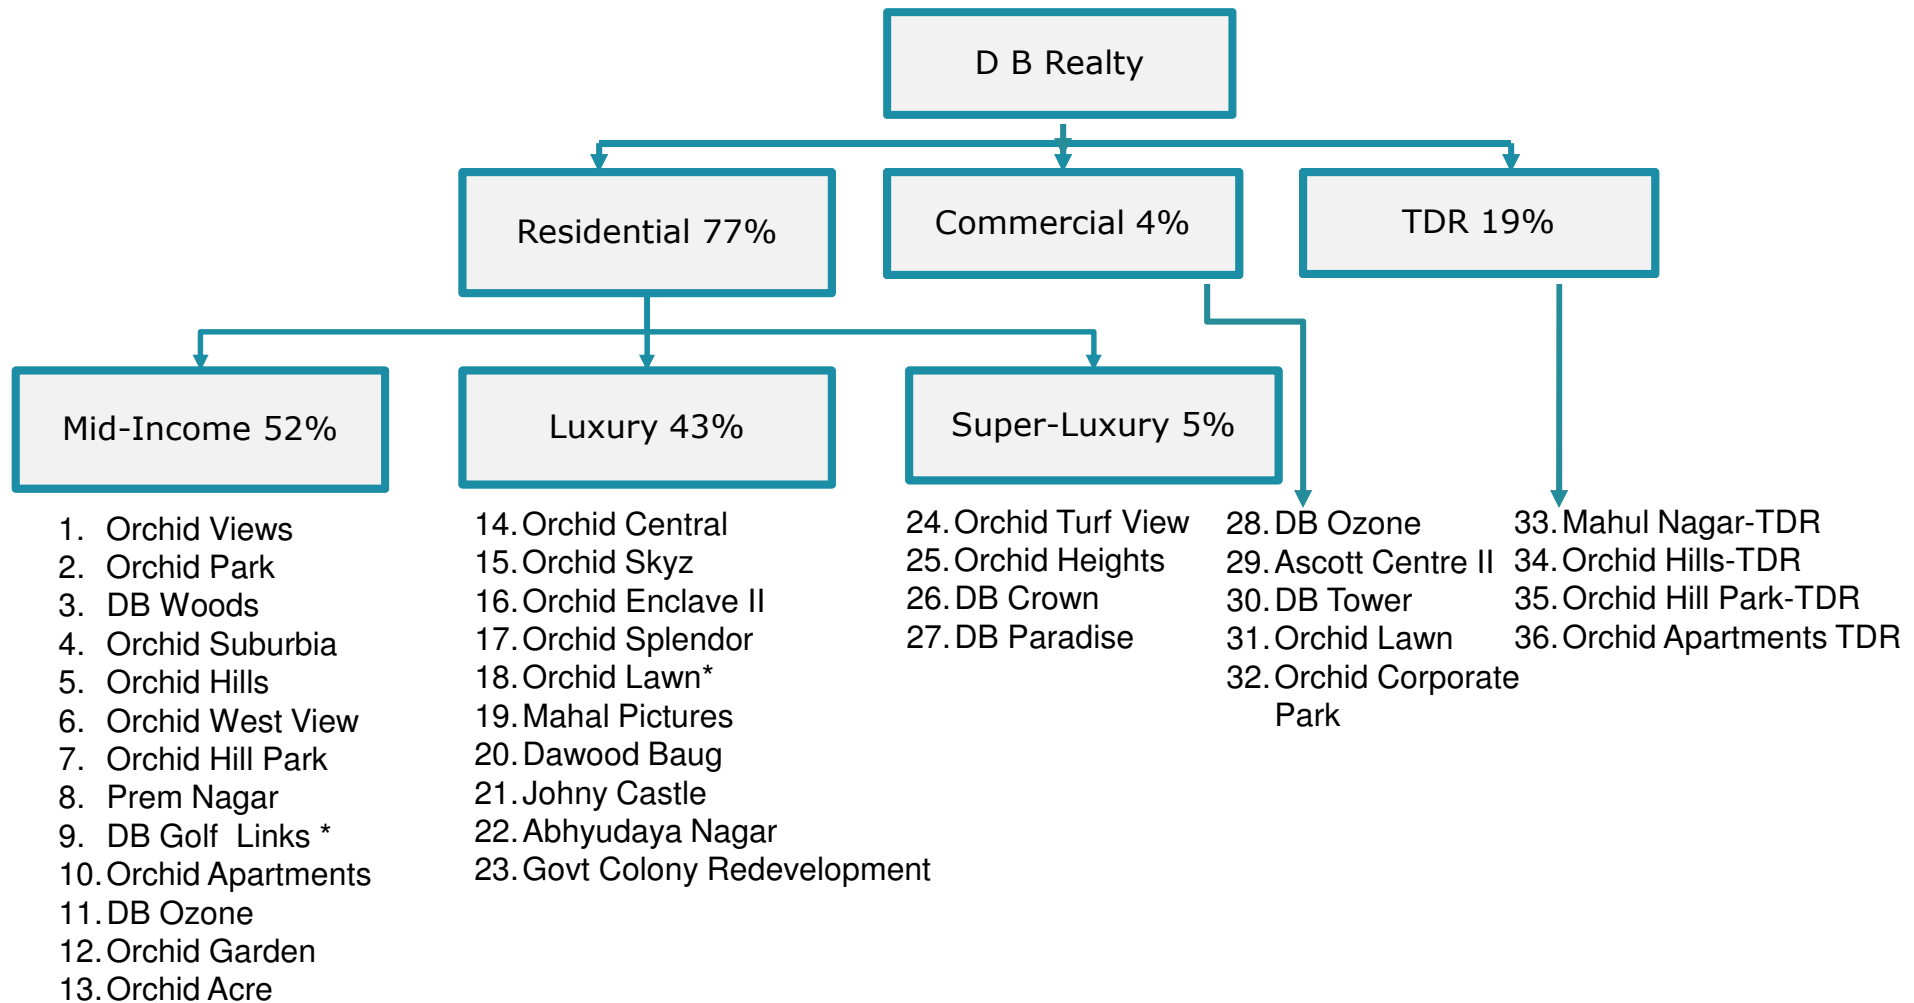 D B Realty
Residential 77%
Commercial 4%
TDR 19%
Mid-Income 52%
Luxury 43%
Super-Luxury 5%
1. Orchid Views
2. Orchid Park
3. DB Woods
4. Orchid Suburbia
5. Orchid Hills
6. Orchid West View
7. Orchid Hill Park
8. Prem Nagar
9. DB Golf Links *
10. Orchid Apartments
11. DB Ozone
12. Orchid Garden
13. Orchid Acre
14. Orchid Central
15. Orchid Skyz
16. Orchid Enclave II
17. Orchid Splendor
18. Orchid Lawn*
19. Mahal Pictures
20. Dawood Baug
21. Johny Castle
22. Abhyudaya Nagar
23. Govt Colony Redevelopment
24. Orchid Turf View
25. Orchid Heights
26. DB Crown
27. DB Paradise
28. DB Ozone
29. Ascott Centre II
30. DB Tower
31. Orchid Lawn
32. Orchid Corporate
Park
33. Mahul Nagar-TDR
34. Orchid Hills-TDR
35. Orchid Hill Park-TDR
36. Orchid Apartments TDR